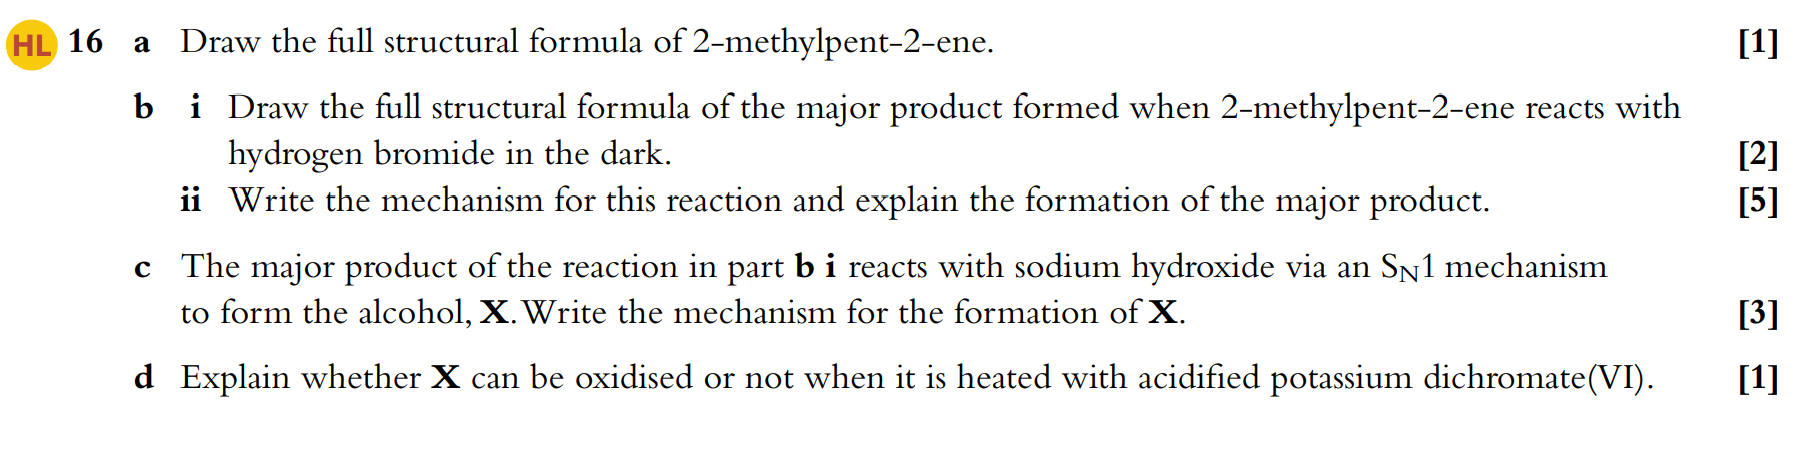 HL 16 a Draw the full structural formula of 2-methylpent-2-ene. [1]
b i Draw the full structural formula of the major product formed when 2-methylpent-2-ene reacts with
hydrogen bromide in the dark. [2]
ii Write the mechanism for this reaction and explain the formation of the major product. [5]
c The major product of the reaction in part b i reacts with sodium hydroxide via an SN1 mechanism
to form the alcohol, X. Write the mechanism for the formation of X. [3]
d Explain whether X can be oxidised or not when it is heated with acidified potassium dichromate(VI). [1]